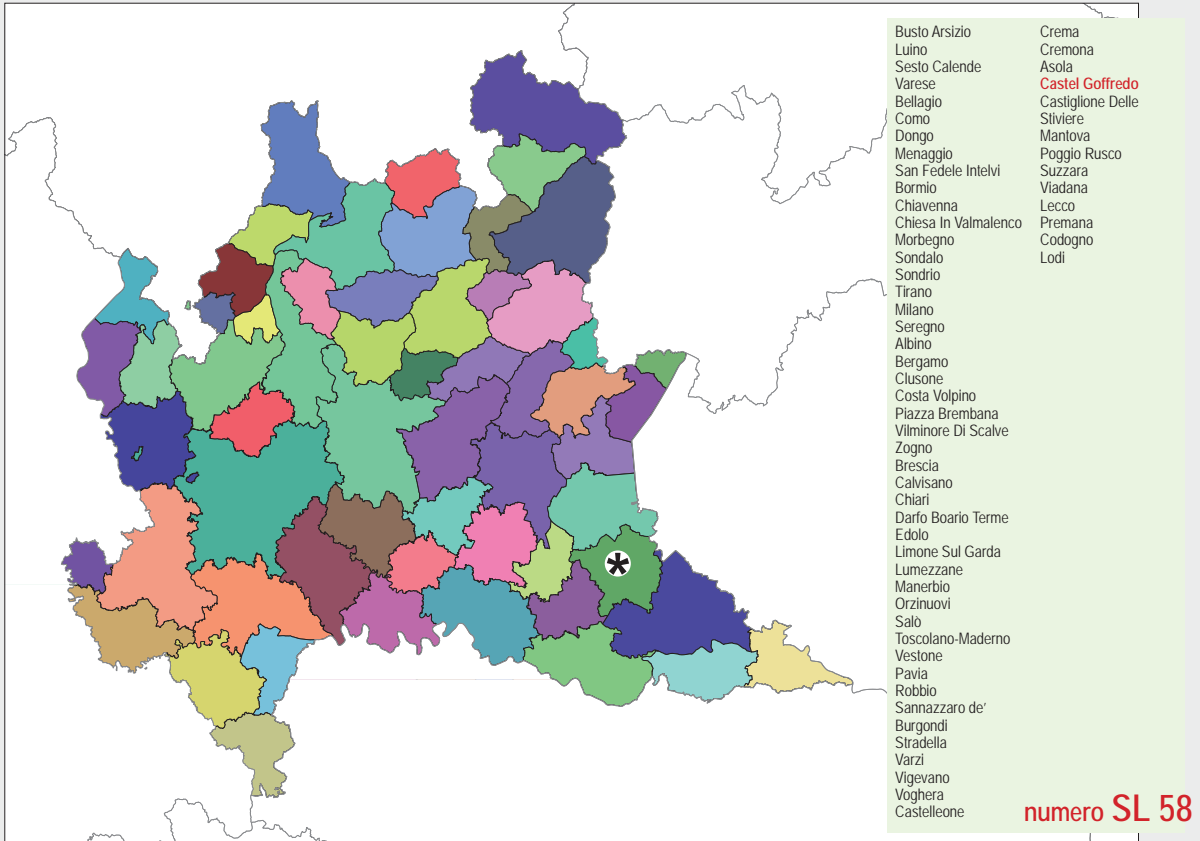 Busto Arsizio
Luino
Sesto Calende
Varese
Bellagio
Como
Dongo
Menaggio
San Fedele Intelvi
Bormio
Chiavenna
Chiesa In Valmalenco
Morbegno
Sondalo
Sondrio
Tirano
Milano
Seregno
Albino
Bergamo
Clusone
Costa Volpino
Piazza Brembana
Vilminore Di Scalve
Zogno
Brescia
Calvisano
Chiari
Darfo Boario Terme
Edolo
Limone Sul Garda
Lumezzane
Manerbio
Orzinuovi
Salò
Toscolano-Maderno
Vestone
Pavia
Robbio
Sannazzaro de'
Burgondi
Stradella
Varzi
Vigevano
Voghera
Castelleone
Crema
Cremona
Asola
Castel Goffredo
Castiglione Delle
Stiviere
Mantova
Poggio Rusco
Suzzara
Viadana
Lecco
Premana
Codogno
Lodi
*
numero SL 58